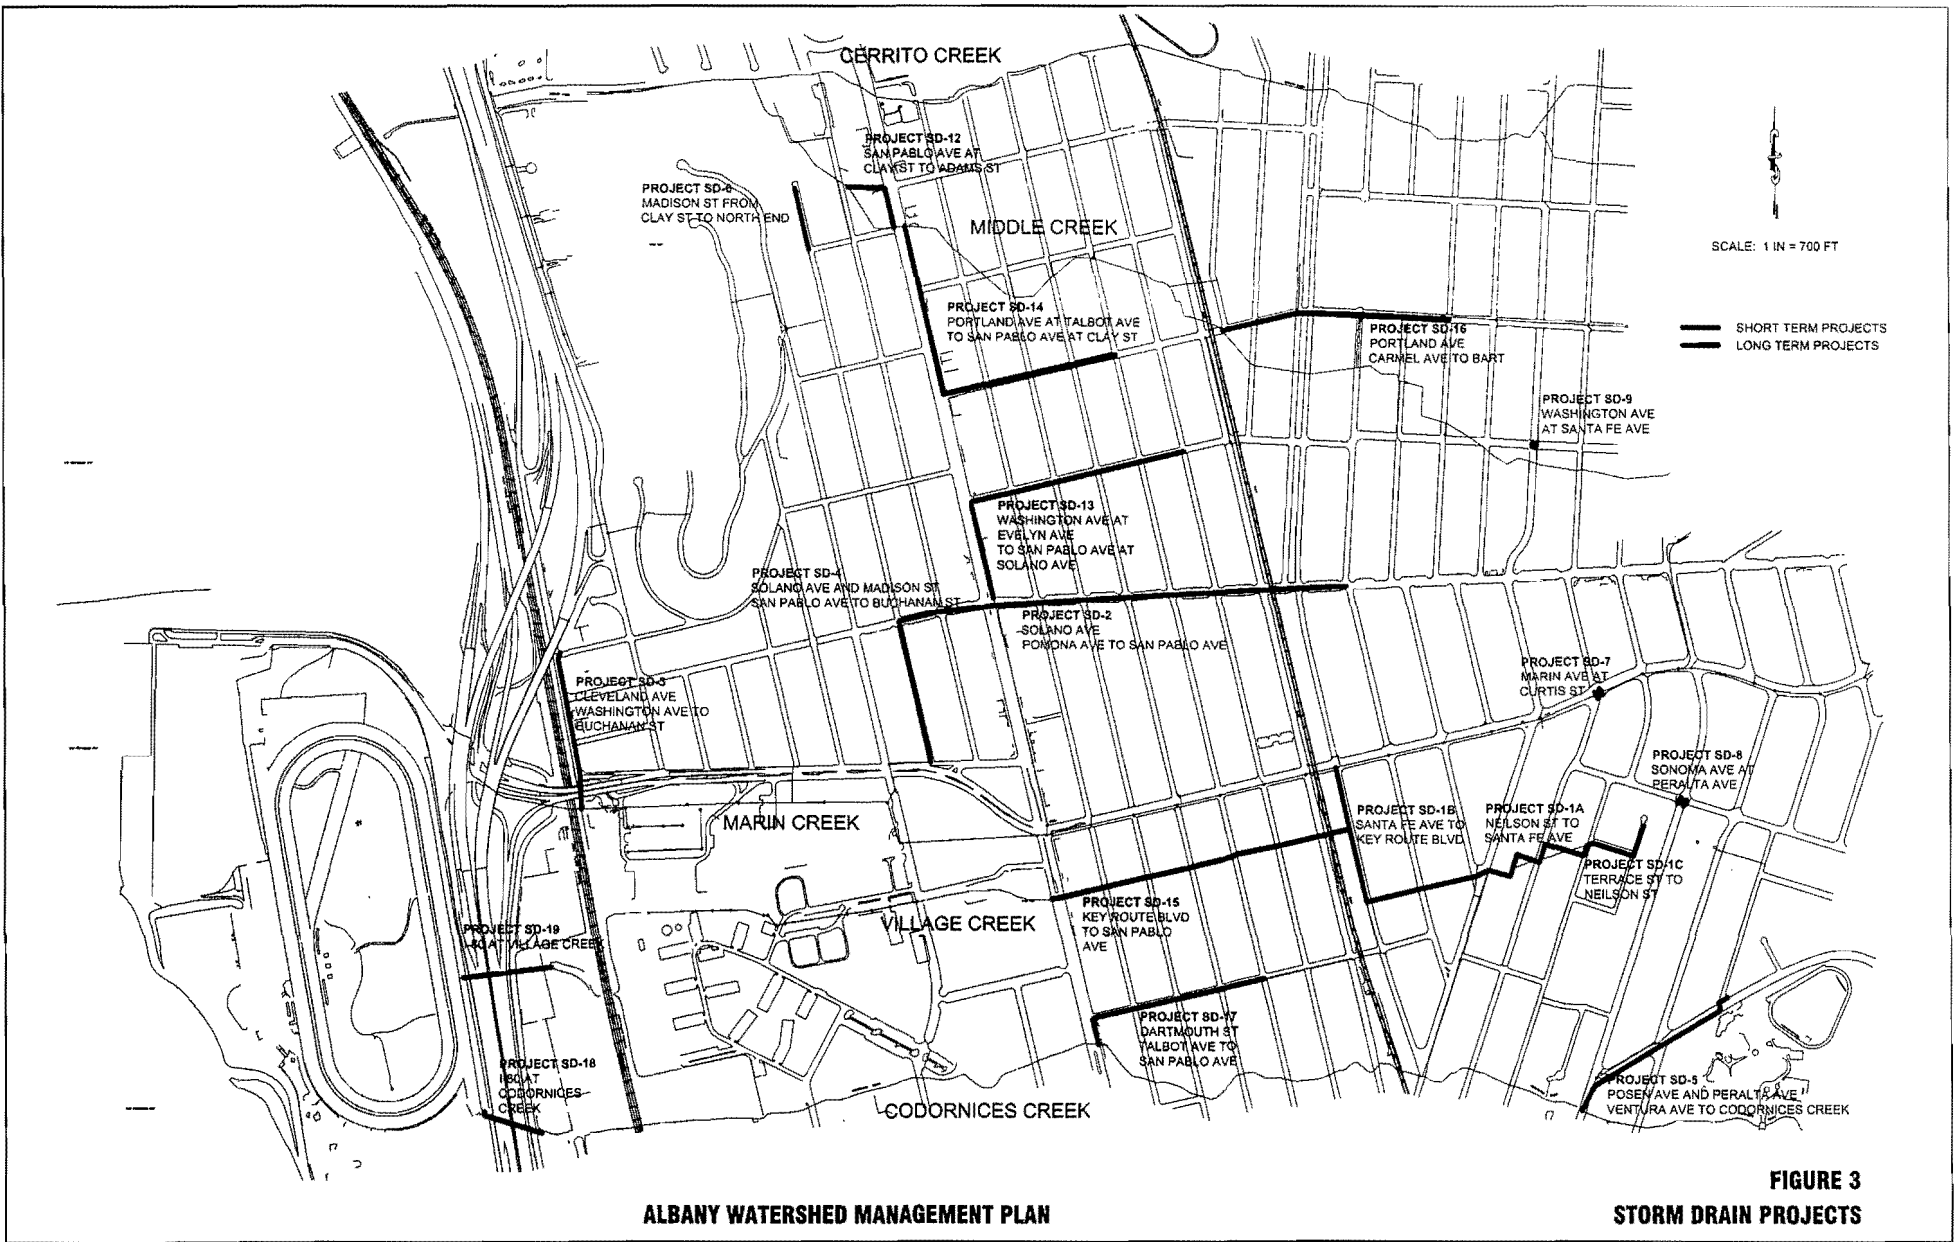 CERRITO CREEK
PROJECT SD-12
SAN PABLO AVE AT
CLAY ST TO ADAMS ST
PROJECT SD-6
MADISON ST FROM
CLAY ST TO NORTH END
MIDDLE CREEK
SCALE: 1 IN = 700 FT
PROJECT SD-14
PORTLAND AVE AT TALBOT AVE
TO SAN PABLO AVE AT CLAY ST
PROJECT SD-16
PORTLAND AVE
CARMEL AVE TO BART
SHORT TERM PROJECTS
LONG TERM PROJECTS
PROJECT SD-9
WASHINGTON AVE
AT SANTA FE AVE
PROJECT SD-13
WASHINGTON AVE AT
EVELYN AVE
TO SAN PABLO AVE AT
SOLANO AVE
PROJECT SD-4
SOLANO AVE AND MADISON ST
SAN PABLO AVE TO BUCHANAN ST
PROJECT SD-2
SOLANO AVE
POMONA AVE TO SAN PABLO AVE
PROJECT SD-3
CLEVELAND AVE
WASHINGTON AVE TO
BUCHANAN ST
PROJECT SD-7
MARIN AVE AT
CURTIS ST
PROJECT SD-8
SONOMA AVE AT
PERALTA AVE
MARIN CREEK
PROJECT SD-1B
SANTA FE AVE TO
KEY ROUTE BLVD
PROJECT SD-1A
NEILSON ST TO
SANTA FE AVE
PROJECT SD-1C
TERRACE ST TO
NEILSON ST
PROJECT SD-15
KEY ROUTE BLVD
TO SAN PABLO
AVE
VILLAGE CREEK
PROJECT SD-19
I-80 AT VILLAGE CREEK
PROJECT SD-17
DARTMOUTH ST
TALBOT AVE TO
SAN PABLO AVE
PROJECT SD-18
I-80 AT
CODORNICES
CREEK
CODORNICES CREEK
PROJECT SD-5
POSEN AVE AND PERALTA AVE
VENTURA AVE TO CODORNICES CREEK
ALBANY WATERSHED MANAGEMENT PLAN
FIGURE 3
STORM DRAIN PROJECTS